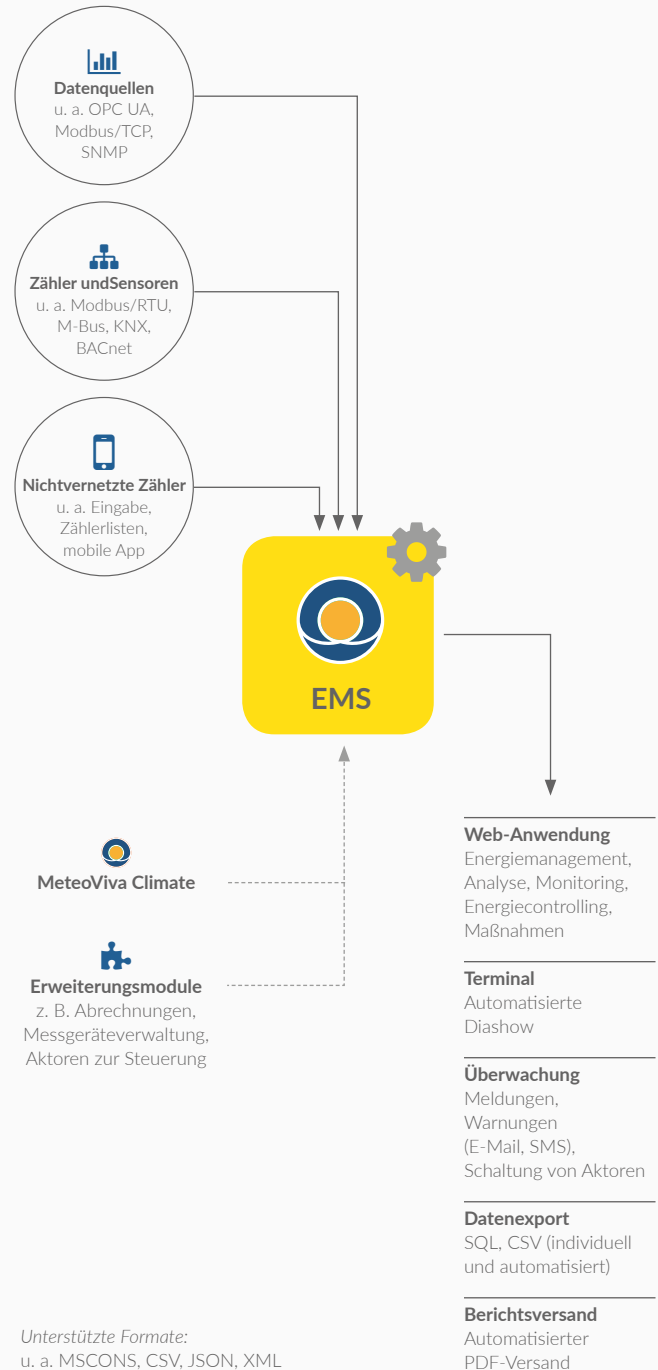 Datenquellen
u. a. OPC UA,
Modbus/TCP,
SNMP
Zähler undSensoren
u. a. Modbus/RTU,
M-Bus, KNX,
BACnet
Nichtvernetzte Zähler
u. a. Eingabe,
Zählerlisten,
mobile App
EMS
MeteoViva Climate
Erweiterungsmodule
z. B. Abrechnungen,
Messgeräteverwaltung,
Aktoren zur Steuerung
Web-Anwendung
Energiemanagement,
Analyse, Monitoring,
Energiecontrolling,
Maßnahmen
Terminal
Automatisierte
Diashow
Überwachung
Meldungen,
Warnungen
(E-Mail, SMS),
Schaltung von Aktoren
Datenexport
SQL, CSV (individuell
und automatisiert)
Berichtsversand
Automatisierter
PDF-Versand
Unterstützte Formate:
u. a. MSCONS, CSV, JSON, XML